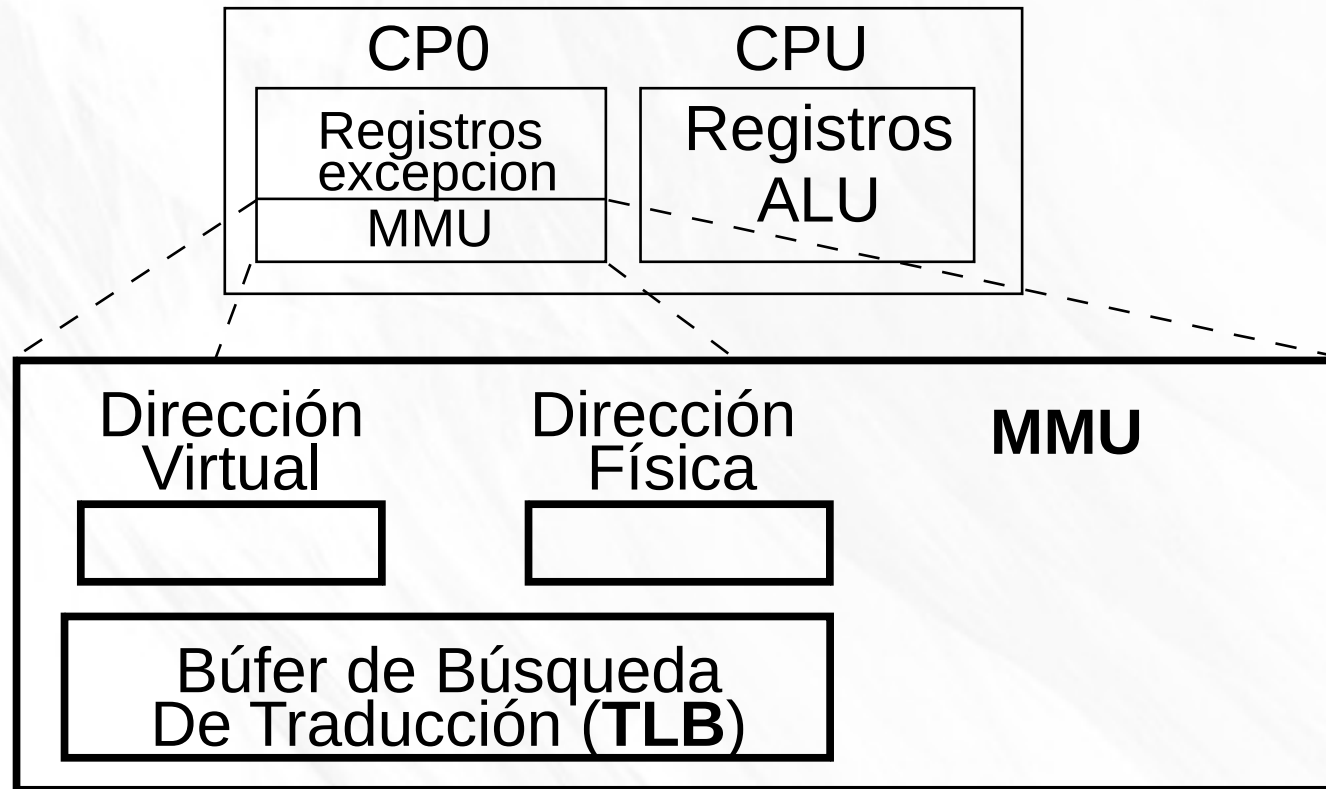 CP0
CPU
Registros
excepcion
MMU
Registros
ALU
Dirección
Virtual
Dirección
Física
MMU
Búfer de Búsqueda
De Traducción (TLB)